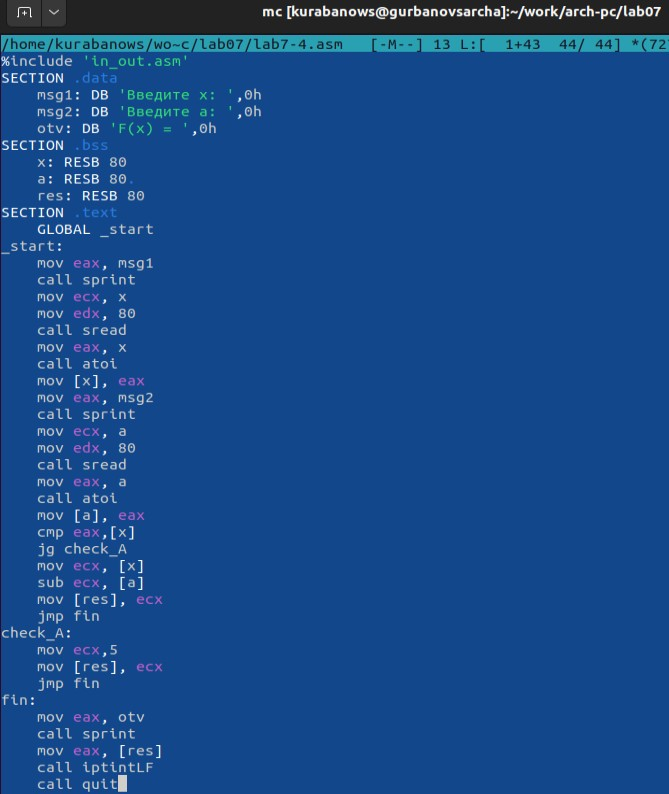 mc [kurabanows@gurbanovsarcha]:~/work/arch-pc/lab07
/home/kurabanows/wo~c/lab07/lab7-4.asm   [-M--] 13 L:[  1+43  44/ 44] *(72
%include 'in_out.asm'
SECTION .data
    msg1: DB 'Введите x: ',0h
    msg2: DB 'Введите a: ',0h
    otv: DB 'F(x) = ',0h
SECTION .bss
    x: RESB 80
    a: RESB 80.
    res: RESB 80
SECTION .text
    GLOBAL _start
_start:
    mov eax, msg1
    call sprint
    mov ecx, x
    mov edx, 80
    call sread
    mov eax, x
    call atoi
    mov [x], eax
    mov eax, msg2
    call sprint
    mov ecx, a
    mov edx, 80
    call sread
    mov eax, a
    call atoi
    mov [a], eax
    cmp eax,[x]
    jg check_A
    mov ecx, [x]
    sub ecx, [a]
    mov [res], ecx
    jmp fin
check_A:
    mov ecx,5
    mov [res], ecx
    jmp fin
fin:
    mov eax, otv
    call sprint
    mov eax, [res]
    call iptintLF
    call quit